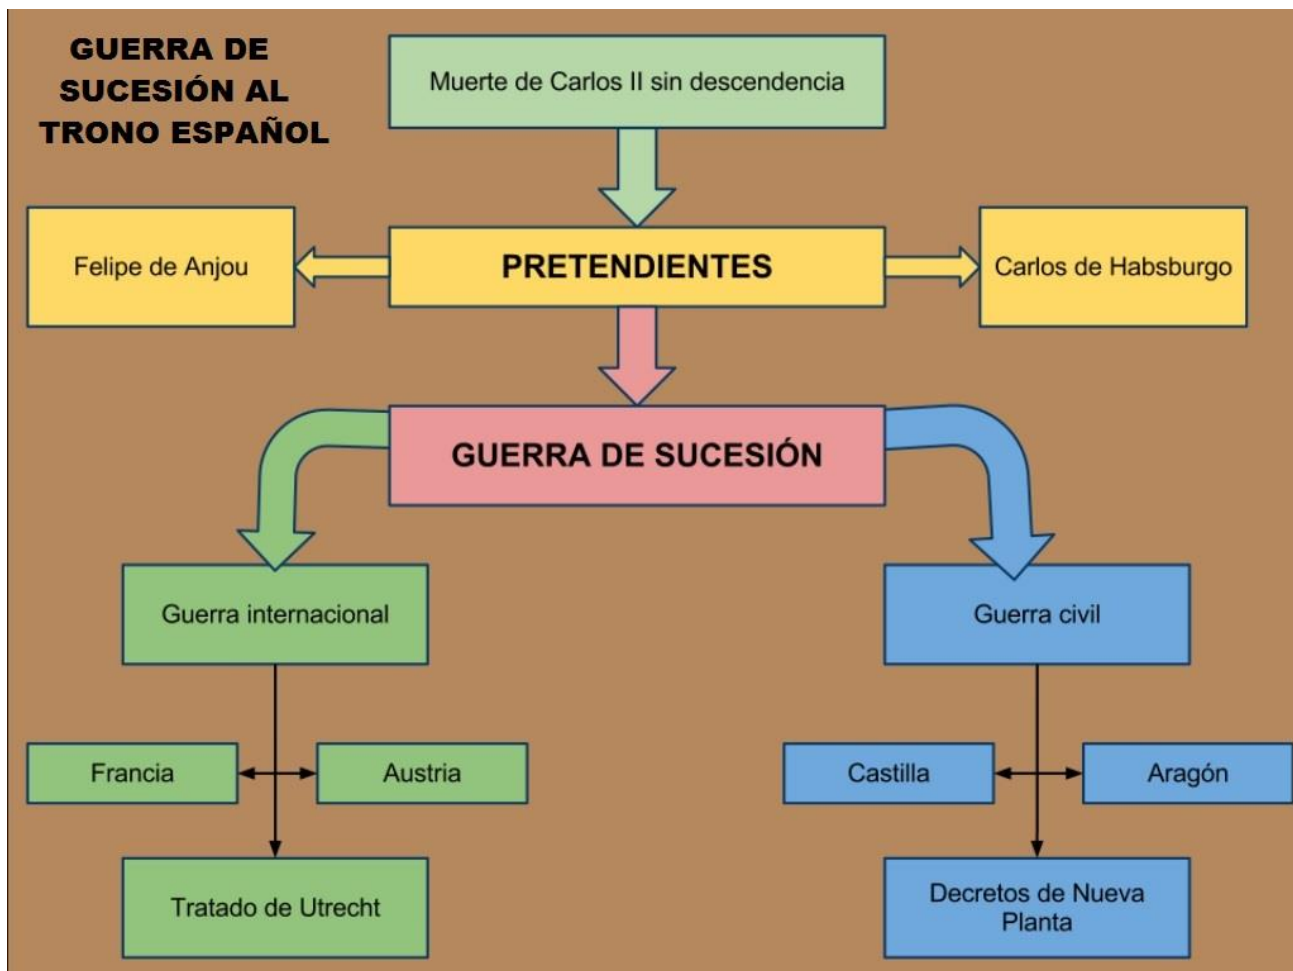 GUERRA DE
SUCESIÓN AL
TRONO ESPAÑOL
Muerte de Carlos II sin descendencia
Felipe de Anjou
PRETENDIENTES
Carlos de Habsburgo
GUERRA DE SUCESIÓN
Guerra internacional
Guerra civil
Francia
Austria
Castilla
Aragón
Tratado de Utrecht
Decretos de Nueva
Planta